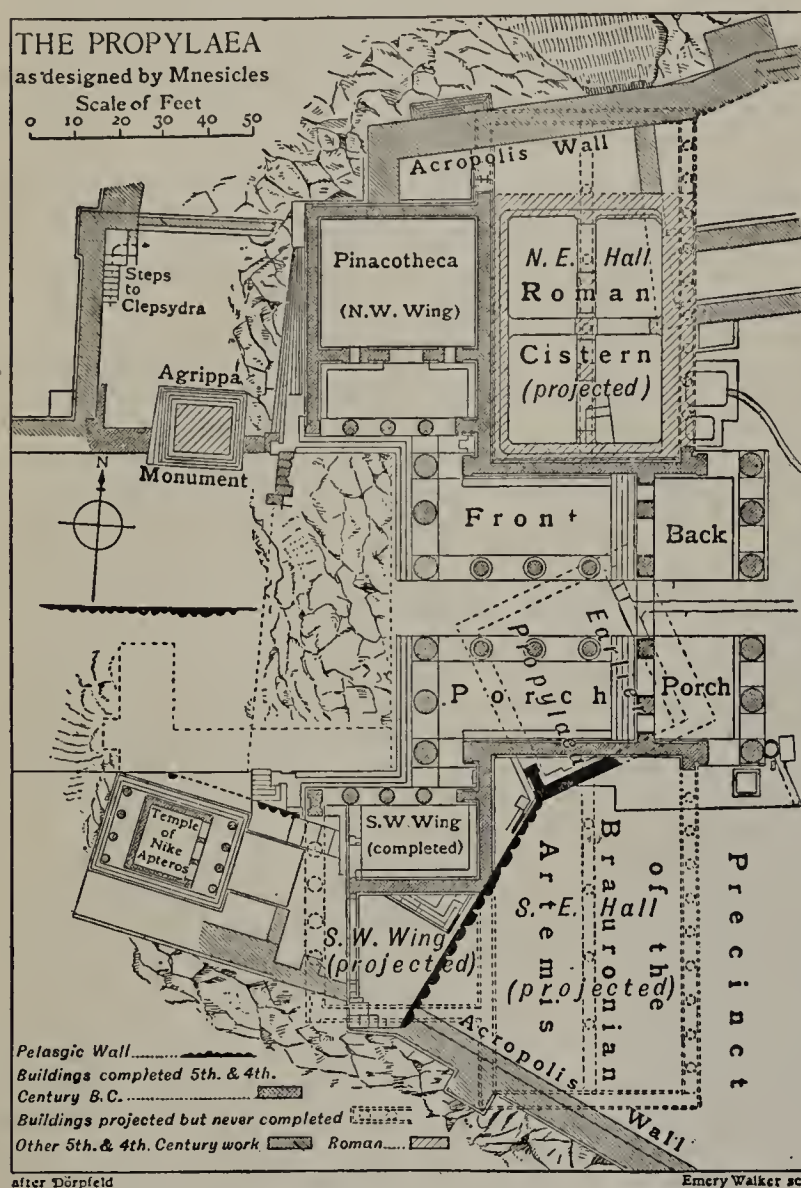 THE PROPYLAEA
as designed by Mnesicles
Scale of Feet
0 10 20 30 40 50
Acropolis Wall
Steps
to
Clepsydra
Pinacotheca
(N.W. Wing)
N. E. Hall
Roman
Cistern
(projected)
Agrippa
Monument
N
Front
Back
Earlier
Propylaea
Porch
Porch
Temple
of
Nike
Apteros
S.W. Wing
(completed)
S.W. Wing
(projected)
S. E. Hall
(projected)
Precinct
of the
Brauronian
Artemis
Acropolis Wall
Pelasgic Wall
Buildings completed 5th. & 4th.
Century B.C.
Buildings projected but never completed
Other 5th. & 4th. Century work Roman
after Dörpfeld
Emery Walker sc